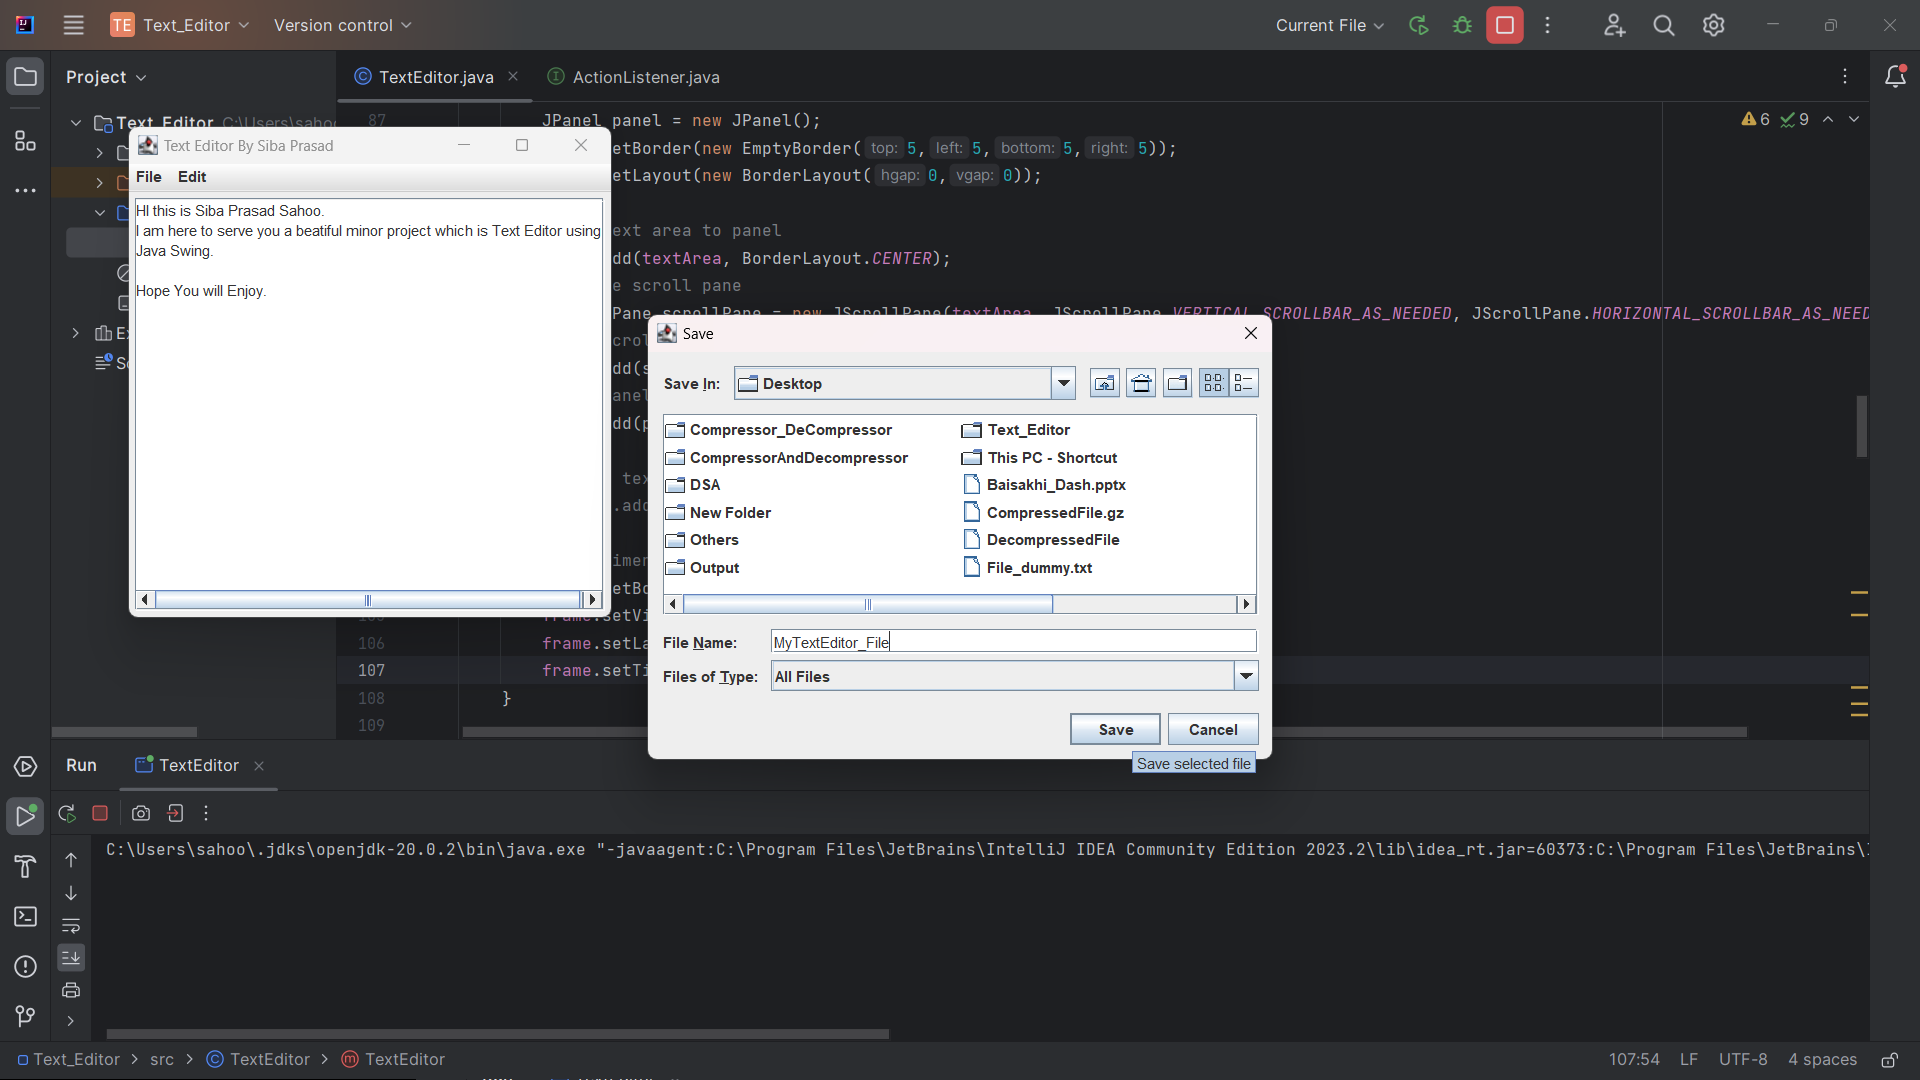 TE Text_Editor Version control Current File
Project
TextEditor.java ActionListener.java
Text_Editor C:\Users\sahoo
87 JPanel panel = new JPanel();
6 9
Text Editor By Siba Prasad
etBorder(new EmptyBorder( top: 5, left: 5, bottom: 5, right: 5));
File Edit
etLayout(new BorderLayout( hgap: 0, vgap: 0));
HI this is Siba Prasad Sahoo.
I am here to serve you a beatiful minor project which is Text Editor using
Java Swing.
Hope You will Enjoy.
ext area to panel
dd(textArea, BorderLayout.CENTER);
e scroll pane
Pane scrollPane = new JScrollPane(textArea, JScrollPane.VERTICAL_SCROLLBAR_AS_NEEDED, JScrollPane.HORIZONTAL_SCROLLBAR_AS_NEED
Save
Save In: Desktop
Compressor_DeCompressor
CompressorAndDecompressor
DSA
New Folder
Others
Output
Text_Editor
This PC - Shortcut
Baisakhi_Dash.pptx
CompressedFile.gz
DecompressedFile
File_dummy.txt
File Name: MyTextEditor_File
Files of Type: All Files
Save Cancel
Save selected file
106 frame.setLa
107 frame.setTi
108 }
109
Run TextEditor
C:\Users\sahoo\.jdks\openjdk-20.0.2\bin\java.exe "-javaagent:C:\Program Files\JetBrains\IntelliJ IDEA Community Edition 2023.2\lib\idea_rt.jar=60373:C:\Program Files\JetBrains\
Text_Editor > src > TextEditor > TextEditor
107:54 LF UTF-8 4 spaces